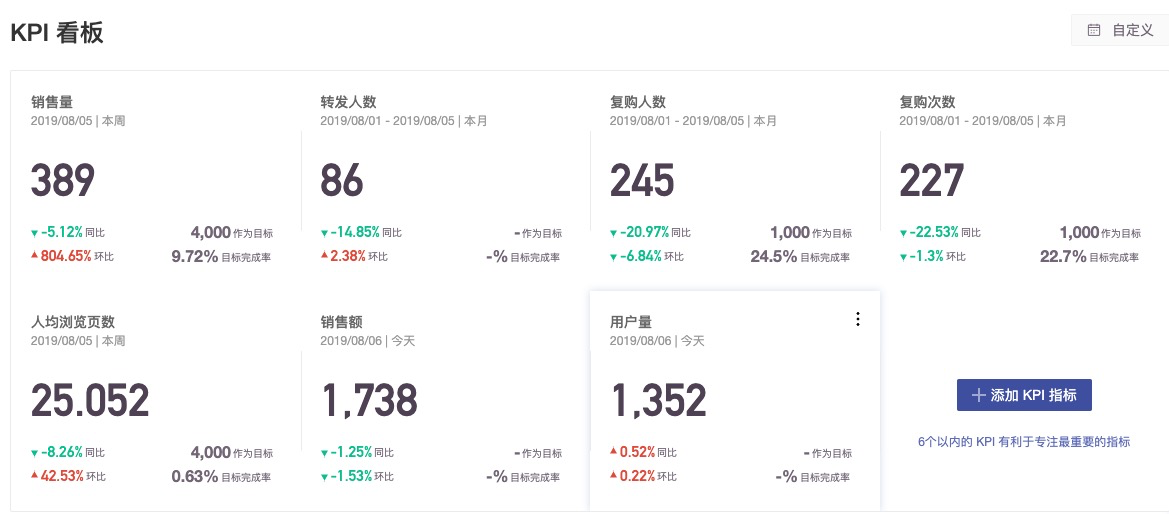 KPI 看板
自定义
销售量
2019/08/05 | 本周
389
-5.12% 同比
4,000 作为目标
804.65% 环比
9.72% 目标完成率
转发人数
2019/08/01 - 2019/08/05 | 本月
86
-14.85% 同比
- 作为目标
2.38% 环比
-% 目标完成率
复购人数
2019/08/01 - 2019/08/05 | 本月
245
-20.97% 同比
1,000 作为目标
-6.84% 环比
24.5% 目标完成率
复购次数
2019/08/01 - 2019/08/05 | 本月
227
-22.53% 同比
1,000 作为目标
-1.3% 环比
22.7% 目标完成率
人均浏览页数
2019/08/05 | 本周
25.052
-8.26% 同比
4,000 作为目标
42.53% 环比
0.63% 目标完成率
销售额
2019/08/06 | 今天
1,738
-1.25% 同比
- 作为目标
-1.53% 环比
-% 目标完成率
用户量
2019/08/06 | 今天
1,352
0.52% 同比
- 作为目标
0.22% 环比
-% 目标完成率
添加 KPI 指标
6个以内的 KPI 有利于专注最重要的指标